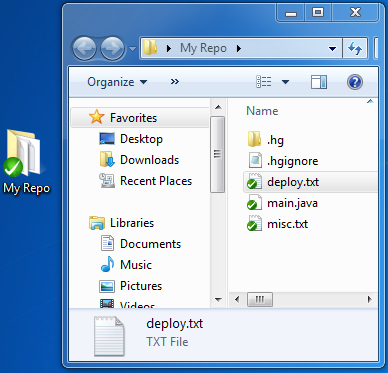 My Repo
My Repo
Organize
»
Favorites
Desktop
Downloads
Recent Places
Libraries
Documents
Music
Pictures
Videos
Name
.hg
.hgignore
deploy.txt
main.java
misc.txt
deploy.txt
TXT File